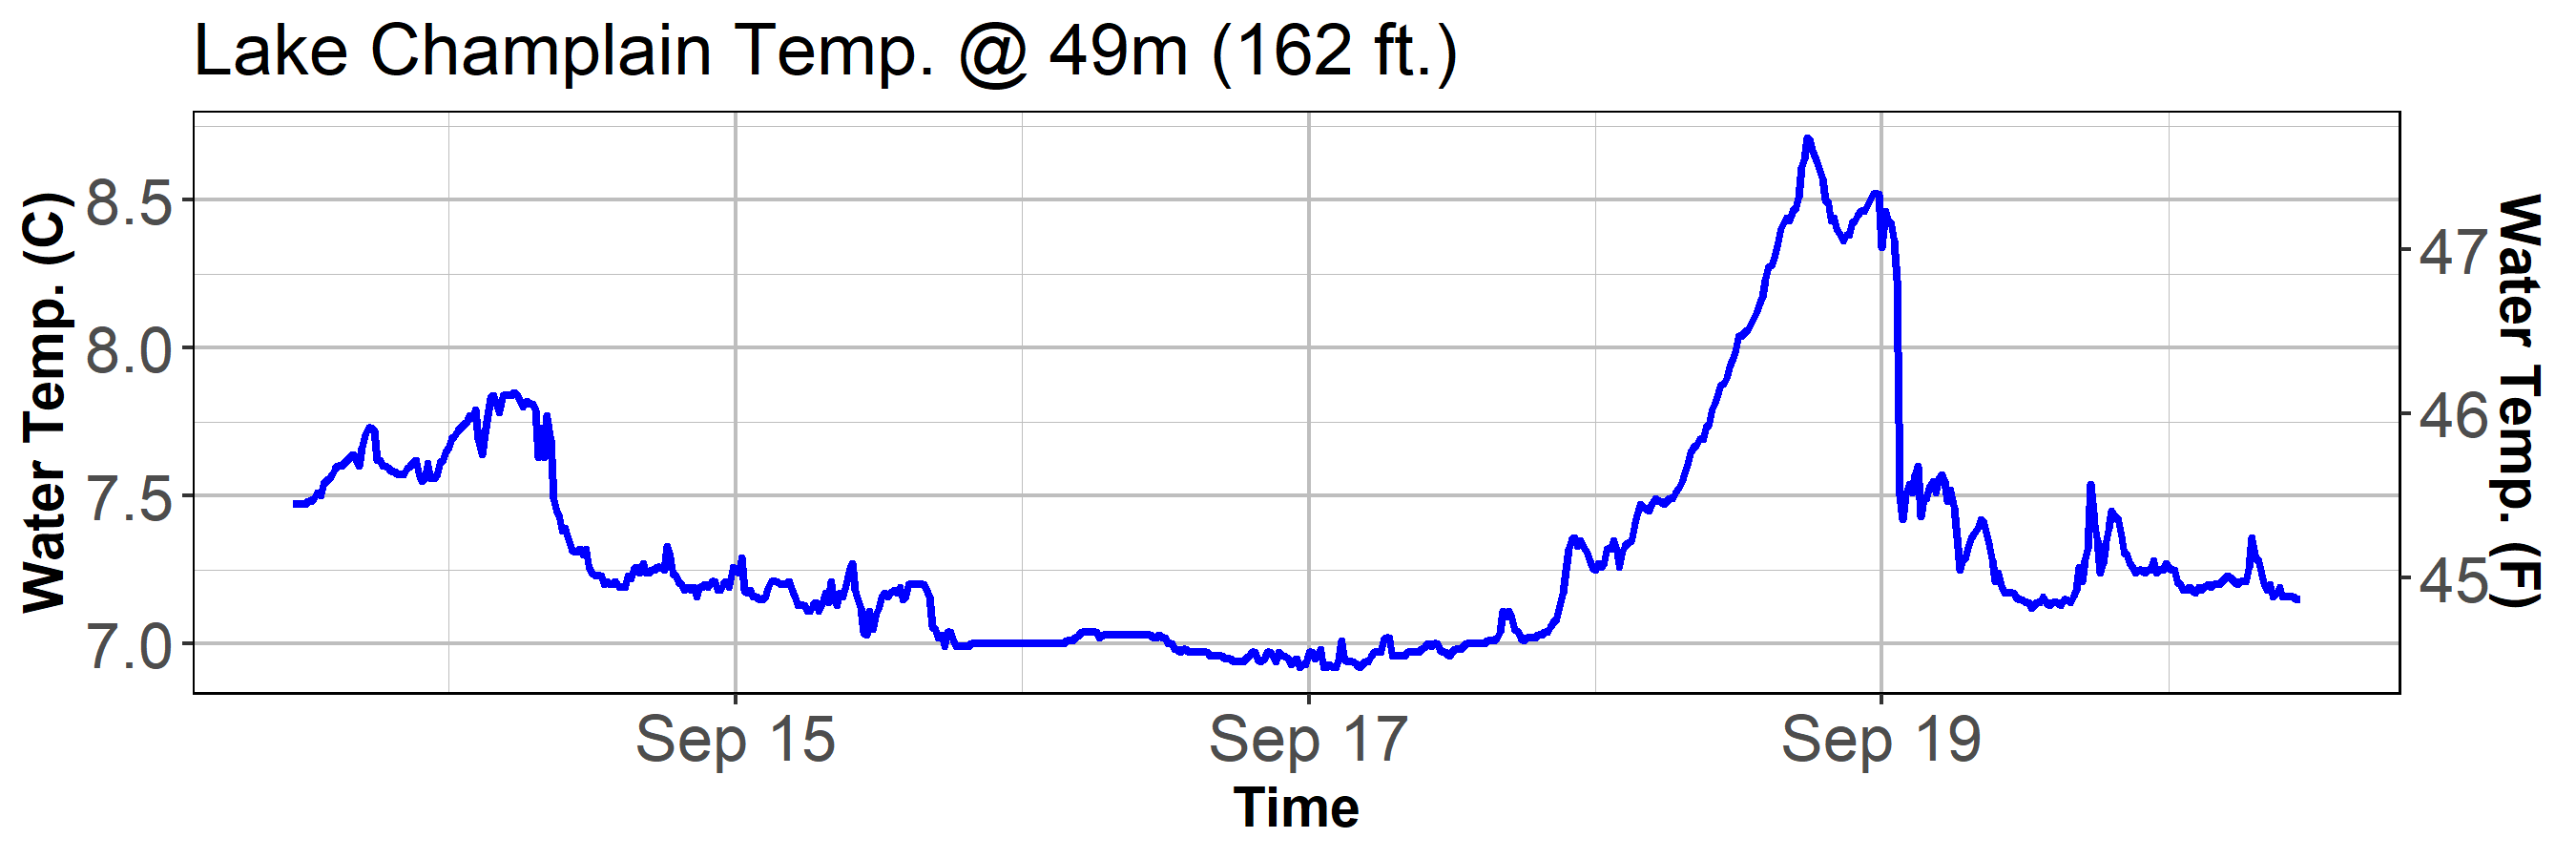 Lake Champlain Temp. @ 49m (162 ft.)
Water Temp. (C)
8.5
8.0
7.5
7.0
47
46
45
Water Temp. (F)
Sep 15 Sep 17 Sep 19
Time